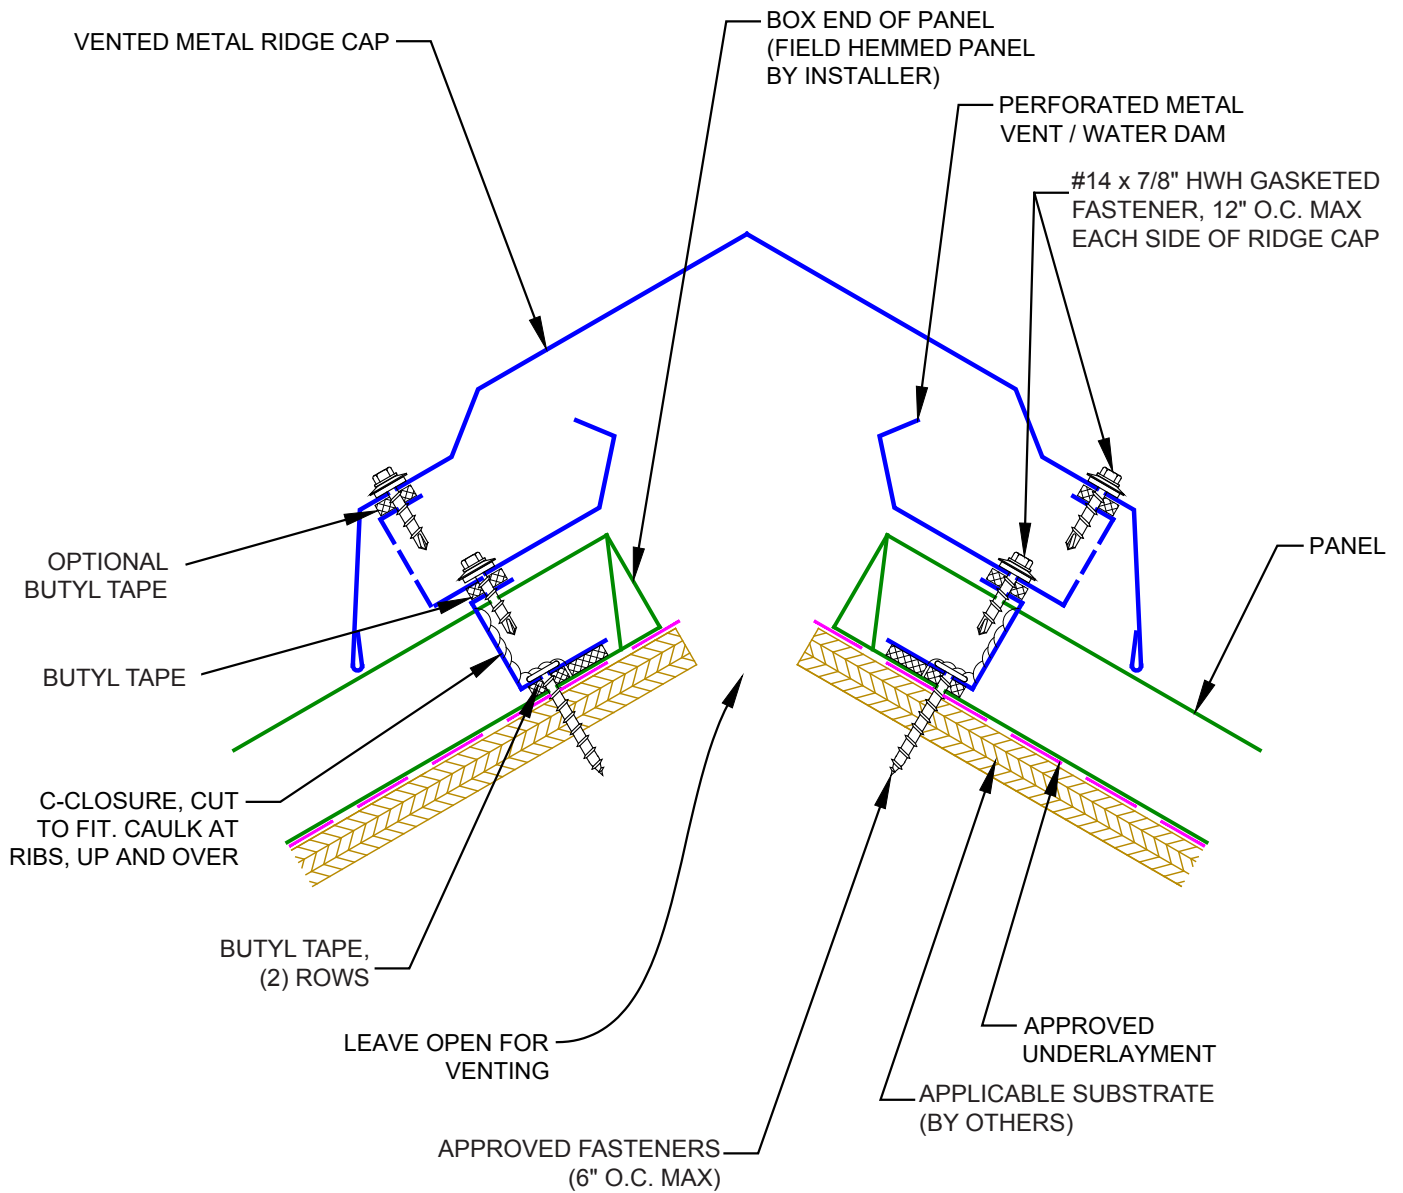 VENTED METAL RIDGE CAP
BOX END OF PANEL
(FIELD HEMMED PANEL
BY INSTALLER)
PERFORATED METAL
VENT / WATER DAM
#14 x 7/8" HWH GASKETED
FASTENER, 12" O.C. MAX
EACH SIDE OF RIDGE CAP
OPTIONAL
BUTYL TAPE
PANEL
BUTYL TAPE
C-CLOSURE, CUT
TO FIT. CAULK AT
RIBS, UP AND OVER
BUTYL TAPE,
(2) ROWS
LEAVE OPEN FOR
VENTING
APPROVED
UNDERLAYMENT
APPLICABLE SUBSTRATE
(BY OTHERS)
APPROVED FASTENERS
(6" O.C. MAX)